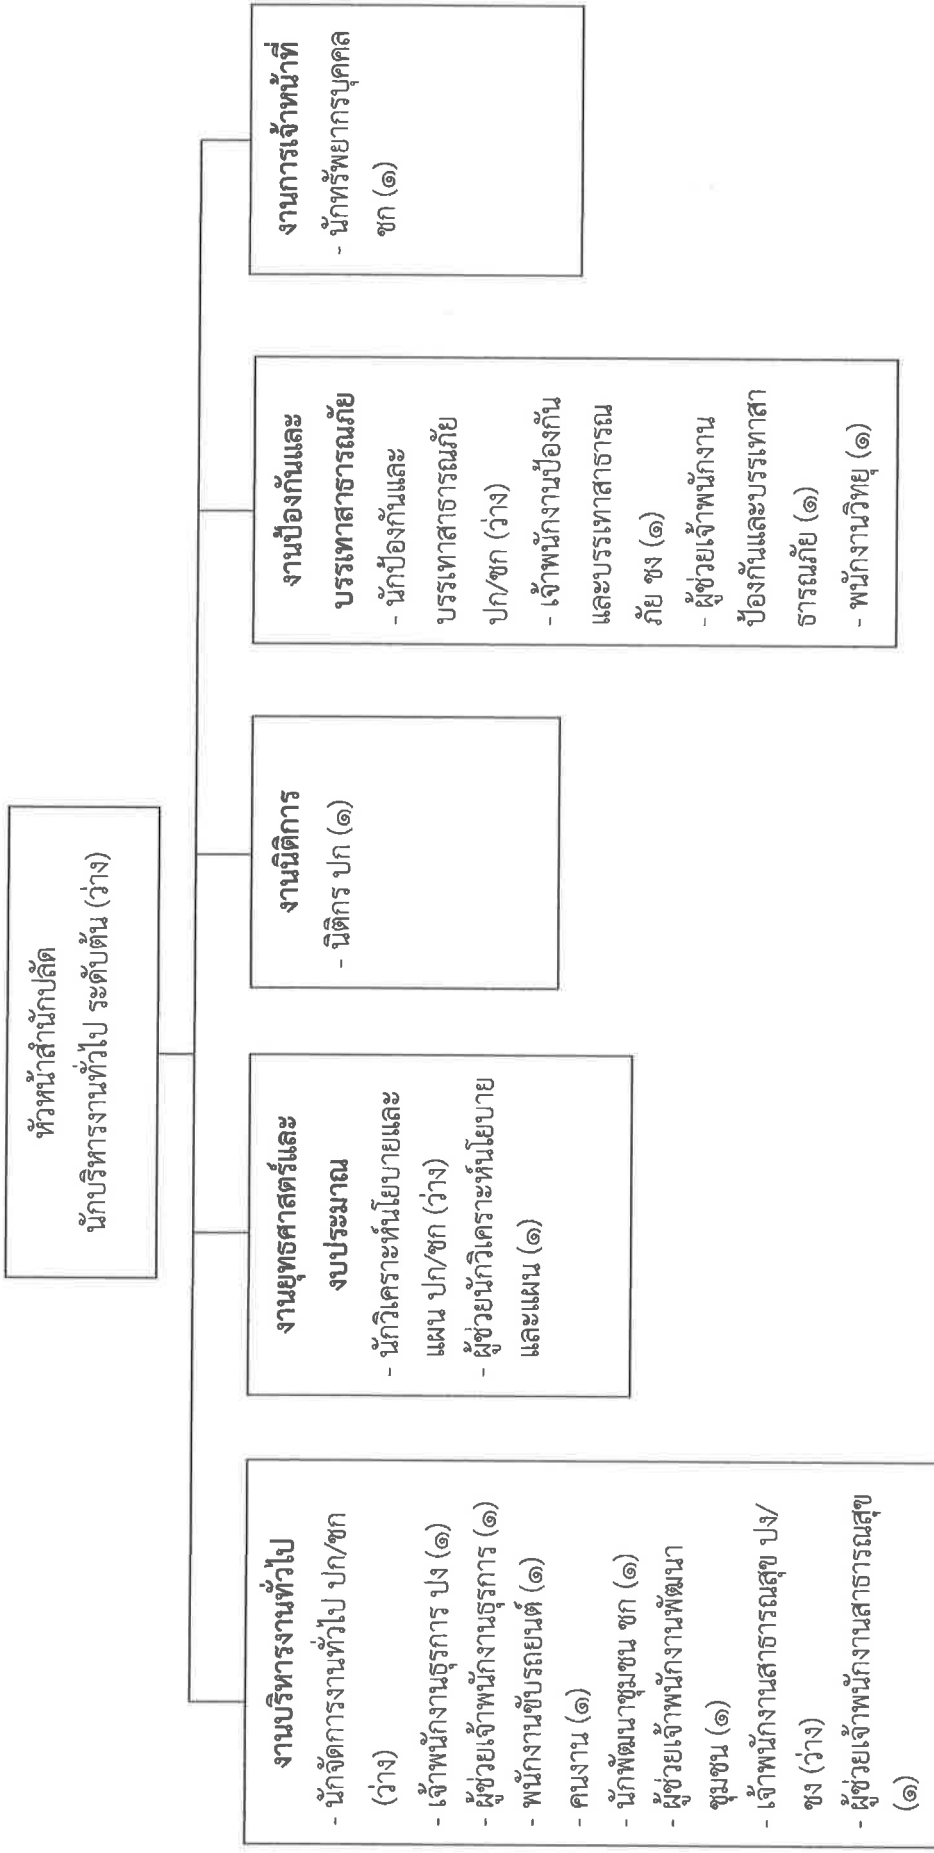 หัวหน้าสำนักปลัด
นักบริหารงานทั่วไป ระดับต้น (ว่าง)
งานบริหารงานทั่วไป
- นักจัดการงานทั่วไป ปก/ชก
(ว่าง)
- เจ้าพนักงานธุรการ ปง (๑)
- ผู้ช่วยเจ้าพนักงานธุรการ (๑)
- พนักงานขับรถยนต์ (๑)
- คนงาน (๑)
- นักพัฒนาชุมชน ชก (๑)
- ผู้ช่วยเจ้าพนักงานพัฒนา
ชุมชน (๑)
- เจ้าพนักงานสาธารณสุข ปง/
ชง (ว่าง)
- ผู้ช่วยเจ้าพนักงานสาธารณสุข
(๑)
งานยุทธศาสตร์และ
งบประมาณ
- นักวิเคราะห์นโยบายและ
แผน ปก/ชก (ว่าง)
- ผู้ช่วยนักวิเคราะห์นโยบาย
และแผน (๑)
งานนิติการ
- นิติกร ปก (๑)
งานป้องกันและ
บรรเทาสาธารณภัย
- นักป้องกันและ
บรรเทาสาธารณภัย
ปก/ชก (ว่าง)
- เจ้าพนักงานป้องกัน
และบรรเทาสาธารณ
ภัย ชง (๑)
- ผู้ช่วยเจ้าพนักงาน
ป้องกันและบรรเทาสา
ธารณภัย (๑)
- พนักงานวิทยุ (๑)
งานการเจ้าหน้าที่
- นักทรัพยากรบุคคล
ชก (๑)